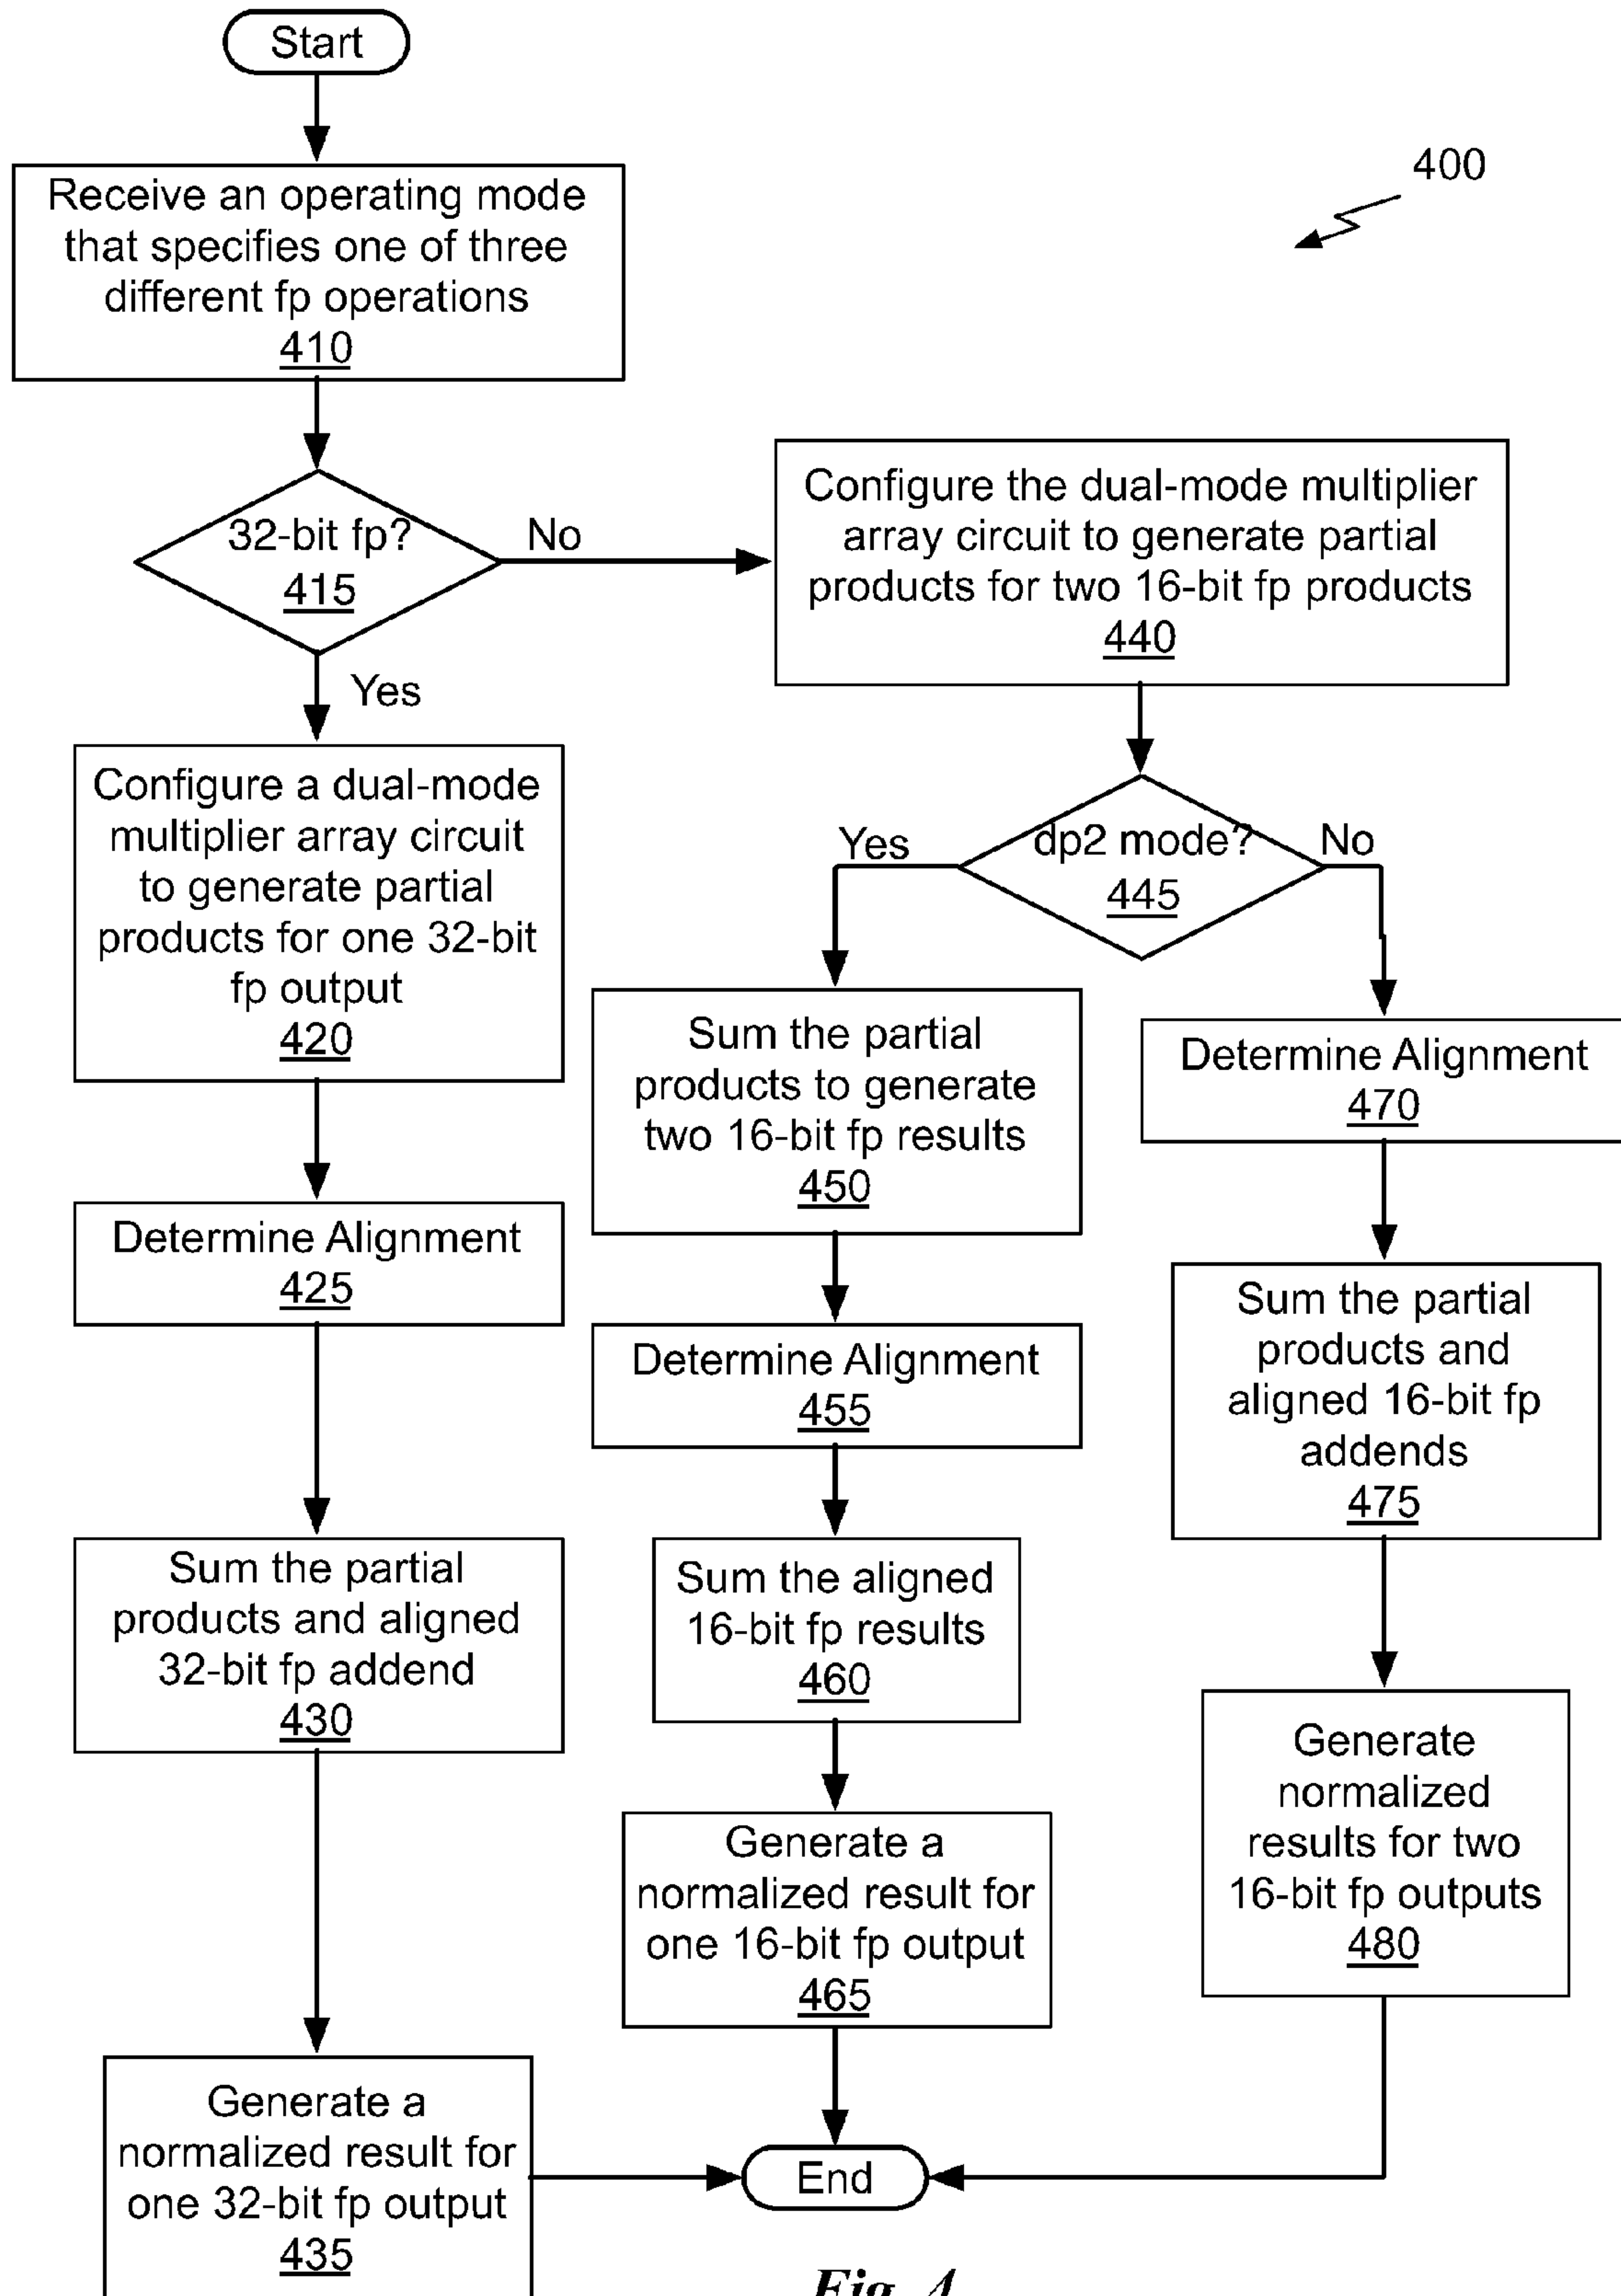 Start
Receive an operating mode
that specifies one of three
different fp operations
410
400
32-bit fp?
415
No
Yes
Configure the dual-mode multiplier
array circuit to generate partial
products for two 16-bit fp products
440
Configure a dual-mode
multiplier array circuit
to generate partial
products for one 32-bit
fp output
420
dp2 mode?
445
Yes
No
Sum the partial
products to generate
two 16-bit fp results
450
Determine Alignment
470
Determine Alignment
425
Determine Alignment
455
Sum the partial
products and
aligned 16-bit fp
addends
475
Sum the partial
products and aligned
32-bit fp addend
430
Sum the aligned
16-bit fp results
460
Generate
normalized
results for two
16-bit fp outputs
480
Generate a
normalized result for
one 16-bit fp output
465
Generate a
normalized result for
one 32-bit fp output
435
End
Fig. 4